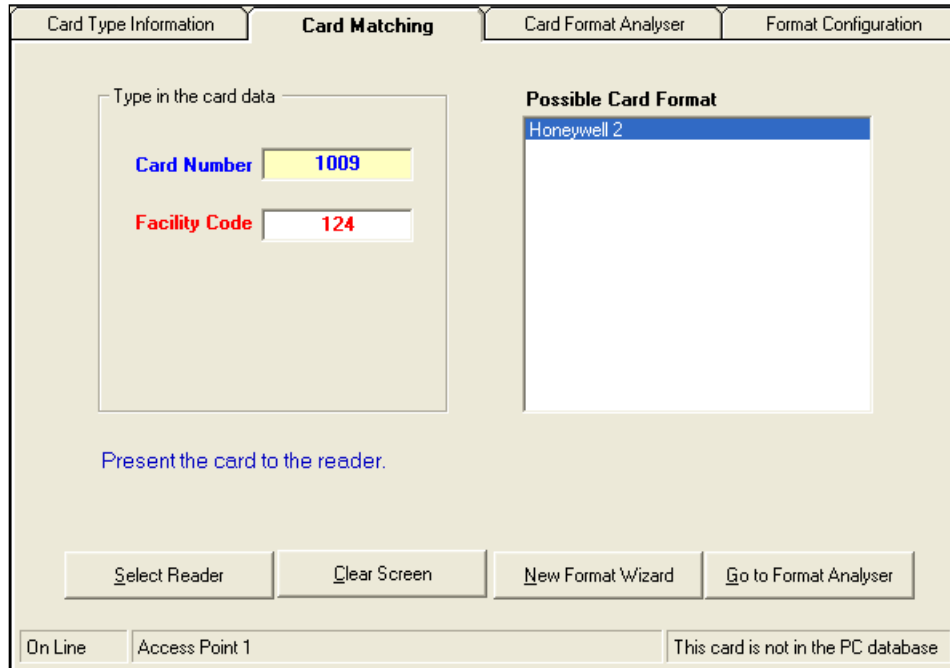 Card Type Information
Card Matching
Card Format Analyser
Format Configuration
Type in the card data
Card Number 1009
Facility Code 124
Possible Card Format
Honeywell 2
Present the card to the reader.
Select Reader
Clear Screen
New Format Wizard
Go to Format Analyser
On Line
Access Point 1
This card is not in the PC database